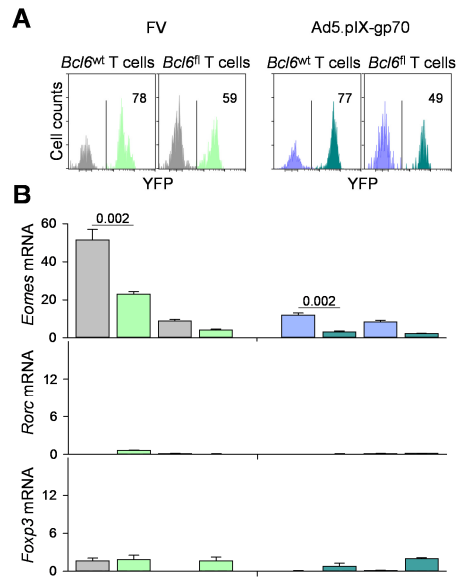 A
FV Ad5.pIX-gp70
Bcl6wt T cells Bcl6fl T cells Bcl6wt T cells Bcl6fl T cells
78 59 77 49
Cell counts
YFP YFP
B
60
40
20
0
Eomes mRNA
0.002
0.002
12
6
0
Rorc mRNA
12
6
0
Foxp3 mRNA